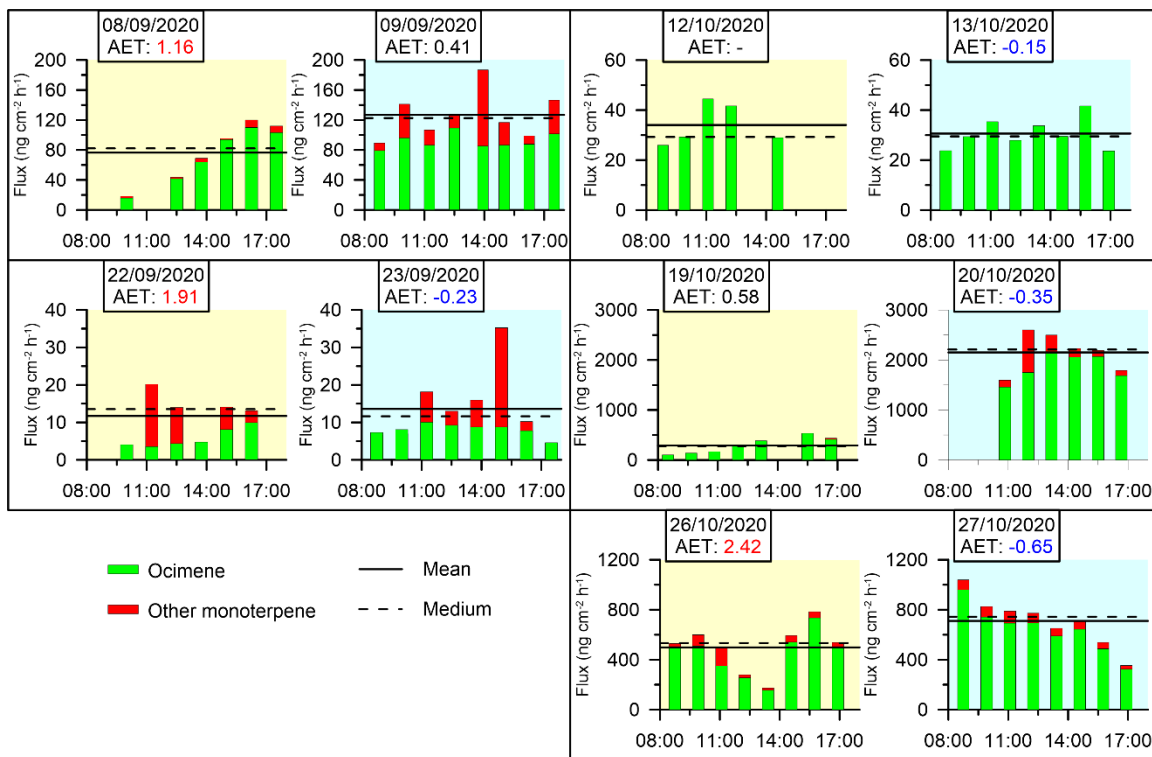 08/09/2020
AET: 1.16
09/09/2020
AET: 0.41
12/10/2020
AET: -
13/10/2020
AET: -0.15
Flux (ng cm⁻² h⁻¹)
200
160
120
80
40
0
08:00 11:00 14:00 17:00
Flux (ng cm⁻² h⁻¹)
200
160
120
80
40
0
08:00 11:00 14:00 17:00
Flux (ng cm⁻² h⁻¹)
60
40
20
0
08:00 11:00 14:00 17:00
Flux (ng cm⁻² h⁻¹)
60
40
20
0
08:00 11:00 14:00 17:00
22/09/2020
AET: 1.91
23/09/2020
AET: -0.23
19/10/2020
AET: 0.58
20/10/2020
AET: -0.35
Flux (ng cm⁻² h⁻¹)
40
30
20
10
0
08:00 11:00 14:00 17:00
Flux (ng cm⁻² h⁻¹)
40
30
20
10
0
08:00 11:00 14:00 17:00
Flux (ng cm⁻² h⁻¹)
3000
2000
1000
0
08:00 11:00 14:00 17:00
Flux (ng cm⁻² h⁻¹)
3000
2000
1000
0
08:00 11:00 14:00 17:00
Ocimene
Mean
Other monoterpene
Medium
26/10/2020
AET: 2.42
27/10/2020
AET: -0.65
Flux (ng cm⁻² h⁻¹)
1200
800
400
0
08:00 11:00 14:00 17:00
Flux (ng cm⁻² h⁻¹)
1200
800
400
0
08:00 11:00 14:00 17:00